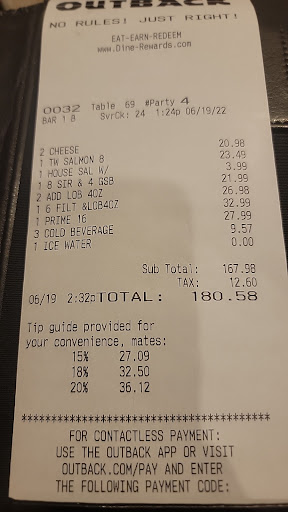 OUTBACK
NO RULES! JUST RIGHT!
EAT-EARN-REDEEM
www.Dine-Rewards.com
0032 Table 69 #Party 4
BAR 1 B SvrCk: 24 1:24p 06/19/22
2 CHEESE 20.98
1 TW SALMON 8 23.49
1 HOUSE SAL W/ 3.99
1 8 SIR & 4 GSB 21.99
2 ADD LOB 4OZ 26.98
1 6 FILT &LOB4OZ 32.99
1 PRIME 16 27.99
3 COLD BEVERAGE 9.57
1 ICE WATER 0.00
Sub Total: 167.98
TAX: 12.60
06/19 2:32pTOTAL: 180.58
Tip guide provided for
your convenience, mates:
15% 27.09
18% 32.50
20% 36.12
****************************************
FOR CONTACTLESS PAYMENT:
USE THE OUTBACK APP OR VISIT
OUTBACK.COM/PAY AND ENTER
THE FOLLOWING PAYMENT CODE: